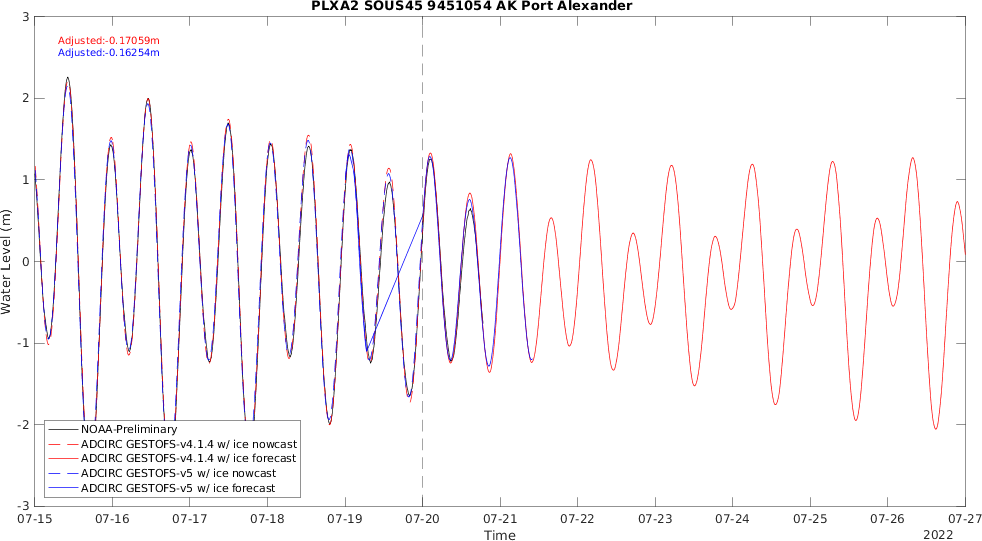 PLXA2 SOUS45 9451054 AK Port Alexander
Adjusted:-0.17059m
Adjusted:-0.16254m
3
2
1
0
-1
-2
-3
Water Level (m)
NOAA-Preliminary
ADCIRC GESTOFS-v4.1.4 w/ ice nowcast
ADCIRC GESTOFS-v4.1.4 w/ ice forecast
ADCIRC GESTOFS-v5 w/ ice nowcast
ADCIRC GESTOFS-v5 w/ ice forecast
07-15 07-16 07-17 07-18 07-19 07-20 07-21 07-22 07-23 07-24 07-25 07-26 07-27
Time
2022